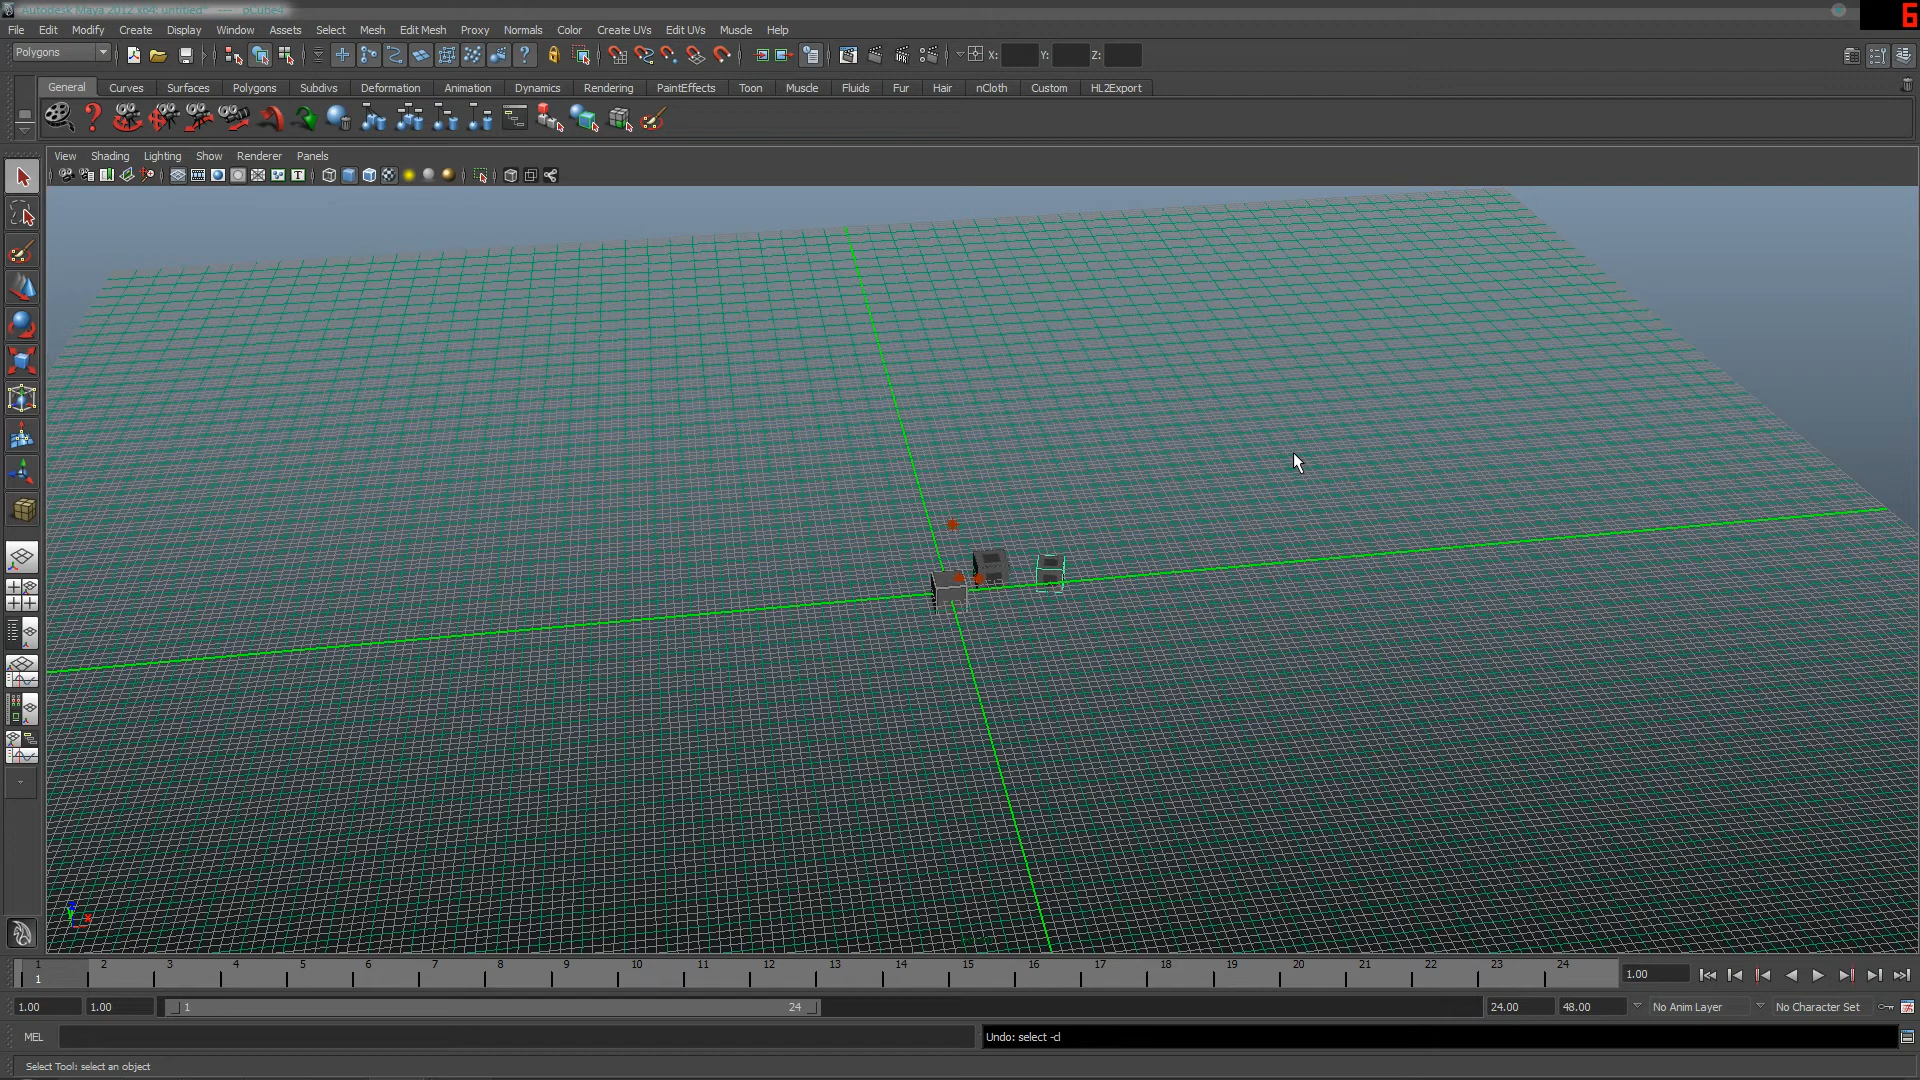 Autodesk Maya 2012 x64: untitled* --- pCube4
6
File Edit Modify Create Display Window Assets Select Mesh Edit Mesh Proxy Normals Color Create UVs Edit UVs Muscle Help
Polygons X: Y: Z:
General Curves Surfaces Polygons Subdivs Deformation Animation Dynamics Rendering PaintEffects Toon Muscle Fluids Fur Hair nCloth Custom HL2Export
View Shading Lighting Show Renderer Panels
1 2 3 4 5 6 7 8 9 10 11 12 13 14 15 16 17 18 19 20 21 22 23 24 1.00
1
1.00 1.00 1 24 24.00 48.00 No Anim Layer No Character Set
MEL Undo: select -cl
Select Tool: select an object